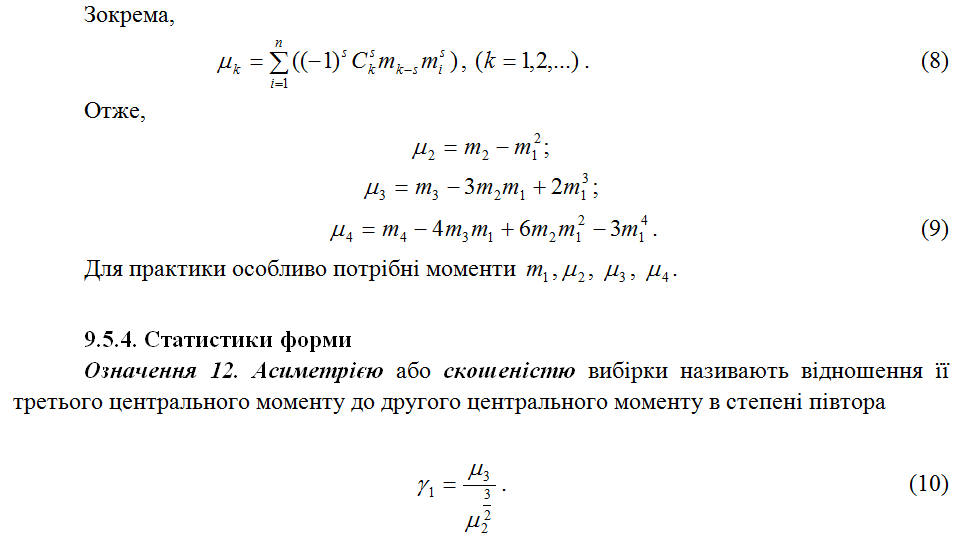 Зокрема,
$\mu_k = \sum_{i=1}^{n} ((-1)^s C_k^s m_{k-s} m_i^s)$, $(k = 1,2,...)$. (8)
Отже,
$\mu_2 = m_2 - m_1^2$;
$\mu_3 = m_3 - 3m_2 m_1 + 2m_1^3$;
$\mu_4 = m_4 - 4m_3 m_1 + 6m_2 m_1^2 - 3m_1^4$. (9)
Для практики особливо потрібні моменти $m_1, \mu_2, \mu_3, \mu_4$.
9.5.4. Статистики форми
Означення 12. Асиметрією або скошеністю вибірки називають відношення її
третього центрального моменту до другого центрального моменту в степені півтора
$\gamma_1 = \frac{\mu_3}{\mu_2^{\frac{3}{2}}}$. (10)